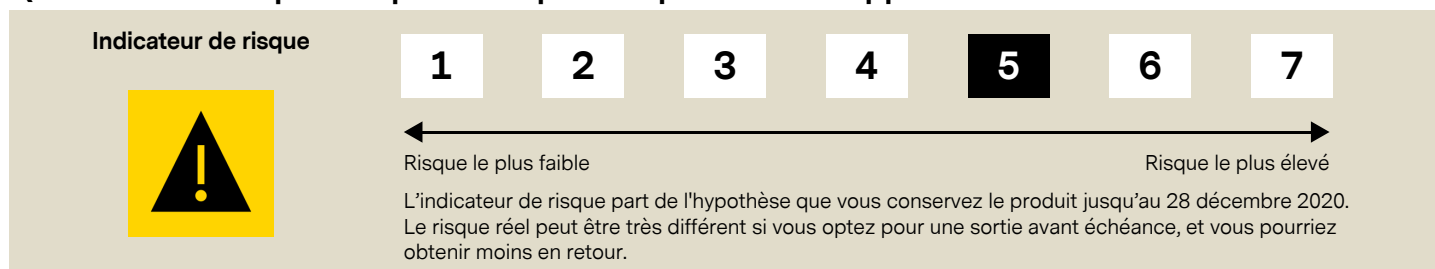 Indicateur de risque
1 2 3 4 5 6 7
Risque le plus faible Risque le plus élevé
L’indicateur de risque part de l'hypothèse que vous conservez le produit jusqu’au 28 décembre 2020.
Le risque réel peut être très différent si vous optez pour une sortie avant échéance, et vous pourriez
obtenir moins en retour.